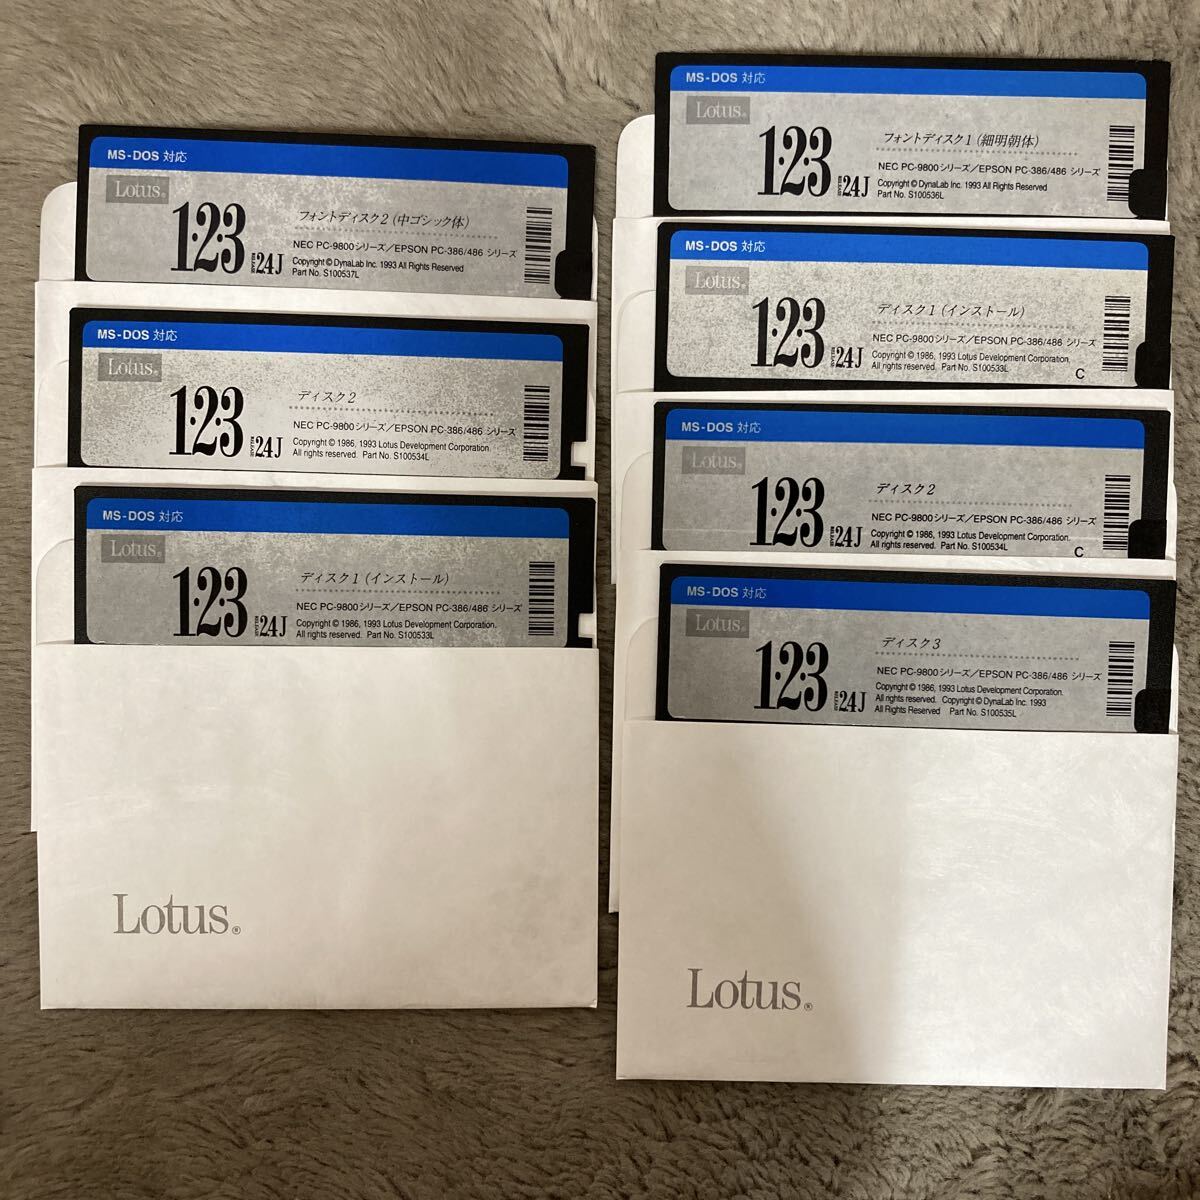 MS-DOS 対応
Lotus®
1·2·3 RELEASE 2.4J
フォントディスク2 (中ゴシック体)
NEC PC-9800シリーズ/EPSON PC-386/486 シリーズ
Copyright © DynaLab Inc. 1993 All Rights Reserved
Part No. S100537L
MS-DOS 対応
Lotus®
1·2·3 RELEASE 2.4J
ディスク2
NEC PC-9800シリーズ/EPSON PC-386/486 シリーズ
Copyright © 1986, 1993 Lotus Development Corporation.
All rights reserved. Part No. S100534L
MS-DOS 対応
Lotus®
1·2·3 RELEASE 2.4J
ディスク1 (インストール)
NEC PC-9800シリーズ/EPSON PC-386/486 シリーズ
Copyright © 1986, 1993 Lotus Development Corporation.
All rights reserved. Part No. S100533L
Lotus®
MS-DOS 対応
Lotus®
1·2·3 RELEASE 2.4J
フォントディスク1 (細明朝体)
NEC PC-9800シリーズ/EPSON PC-386/486 シリーズ
Copyright © DynaLab Inc. 1993 All Rights Reserved
Part No. S100536L
MS-DOS 対応
Lotus®
1·2·3 RELEASE 2.4J
ディスク1 (インストール)
NEC PC-9800シリーズ/EPSON PC-386/486 シリーズ
Copyright © 1986, 1993 Lotus Development Corporation.
All rights reserved. Part No. S100533L
C
MS-DOS 対応
Lotus®
1·2·3 RELEASE 2.4J
ディスク2
NEC PC-9800シリーズ/EPSON PC-386/486 シリーズ
Copyright © 1986, 1993 Lotus Development Corporation.
All rights reserved. Part No. S100534L
C
MS-DOS 対応
Lotus®
1·2·3 RELEASE 2.4J
ディスク3
NEC PC-9800シリーズ/EPSON PC-386/486 シリーズ
Copyright © 1986, 1993 Lotus Development Corporation.
All rights reserved. Copyright © DynaLab Inc. 1993
All Rights Reserved Part No. S100535L
Lotus®